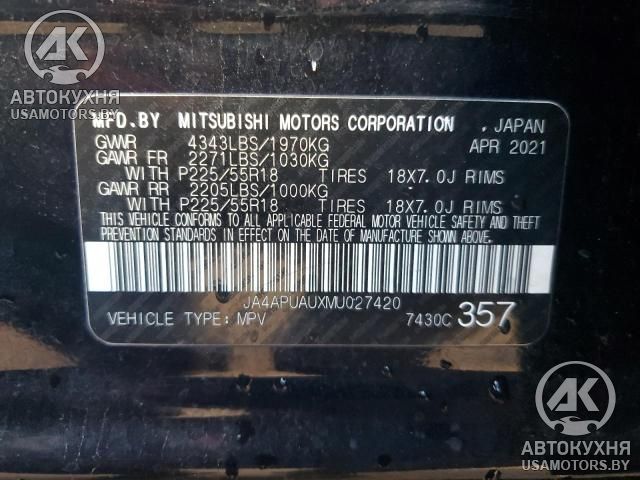 AK
АВТОКУХНЯ
USAMOTORS.BY
MFD.BY MITSUBISHI MOTORS CORPORATION . JAPAN
GVWR 4343LBS/1970KG APR 2021
GAWR FR 2271LBS/1030KG
WITH P225/55R18 TIRES 18X7.0J RIMS
GAWR RR 2205LBS/1000KG
WITH P225/55R18 TIRES 18X7.0J RIMS
THIS VEHICLE CONFORMS TO ALL APPLICABLE FEDERAL MOTOR VEHICLE SAFETY AND THEFT
PREVENTION STANDARDS IN EFFECT ON THE DATE OF MANUFACTURE SHOWN ABOVE.
JA4APUAUXMU027420
VEHICLE TYPE: MPV 7430C 357
AK
АВТОКУХНЯ
USAMOTORS.BY